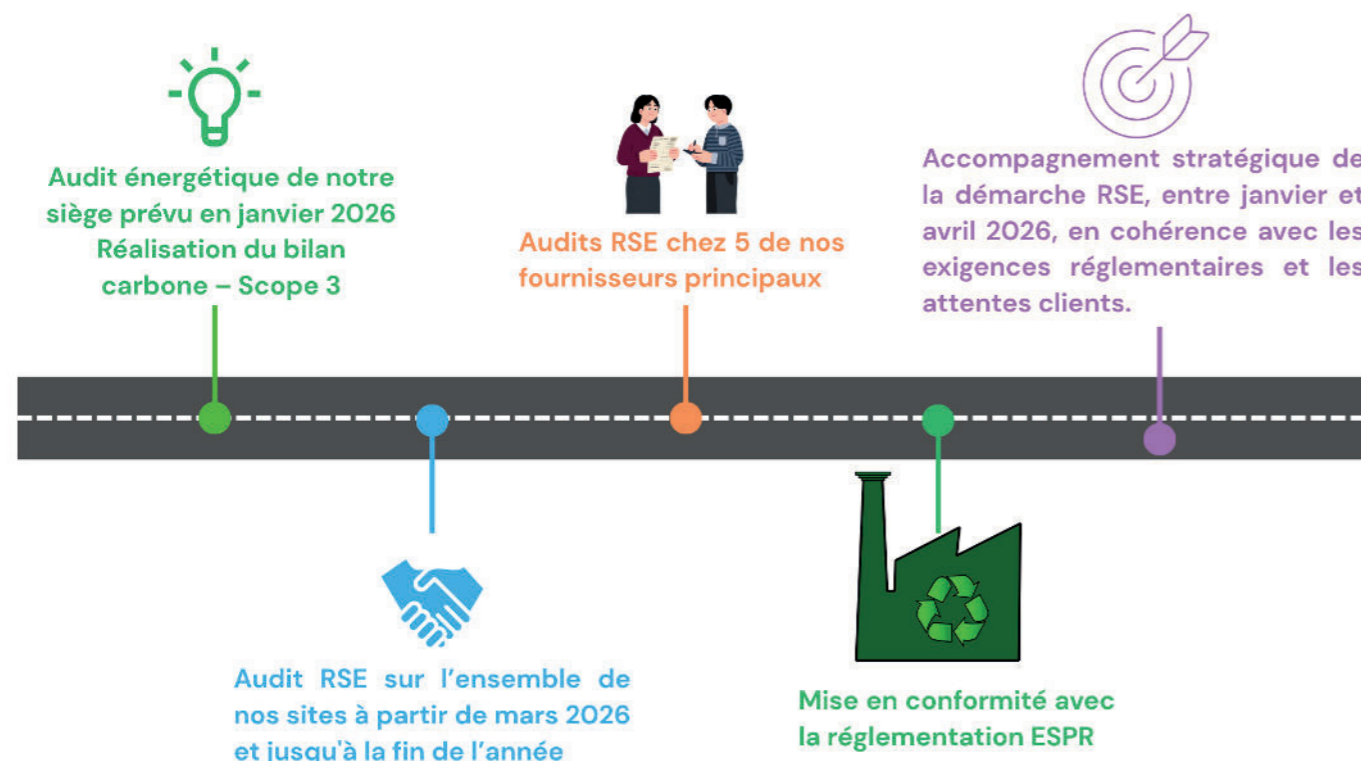 Audit énergétique de notre
siège prévu en janvier 2026
Réalisation du bilan
carbone – Scope 3
Audit RSE sur l'ensemble de
nos sites à partir de mars 2026
et jusqu'à la fin de l'année
Audits RSE chez 5 de nos
fournisseurs principaux
Mise en conformité avec
la réglementation ESPR
Accompagnement stratégique de
la démarche RSE, entre janvier et
avril 2026, en cohérence avec les
exigences réglementaires et les
attentes clients.